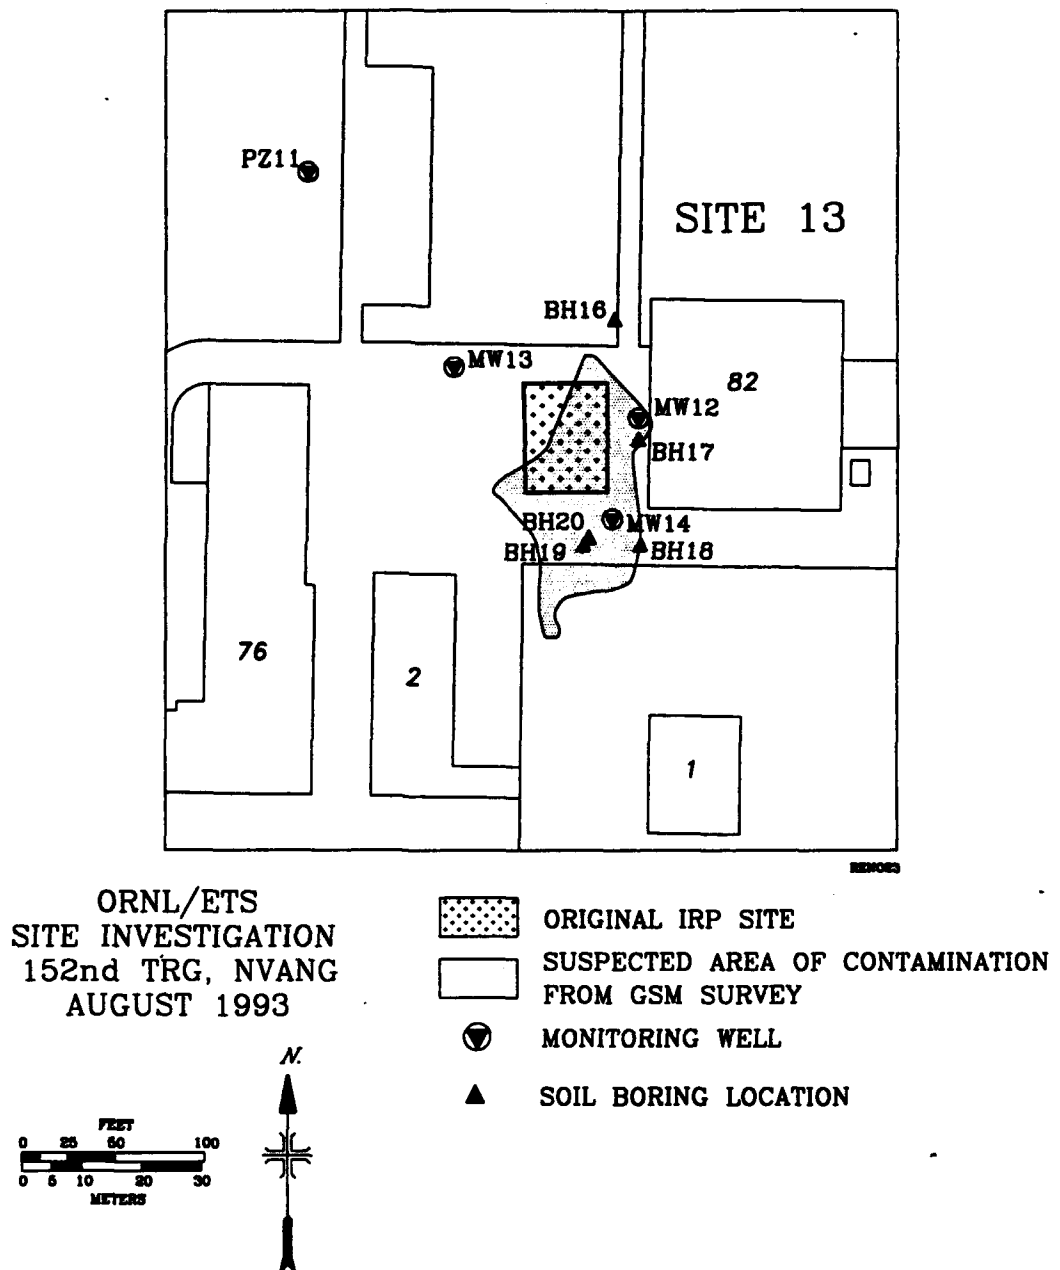 PZ11
SITE 13
BH16
MW13
82
MW12
BH17
BH20
MW14
BH19
BH18
76
2
1
REN083
ORNL/ETS
SITE INVESTIGATION
152nd TRG, NVANG
AUGUST 1993
ORIGINAL IRP SITE
SUSPECTED AREA OF CONTAMINATION
FROM GSM SURVEY
MONITORING WELL
SOIL BORING LOCATION
N.
FEET
0 25 50 100
0 5 10 20 30
METERS